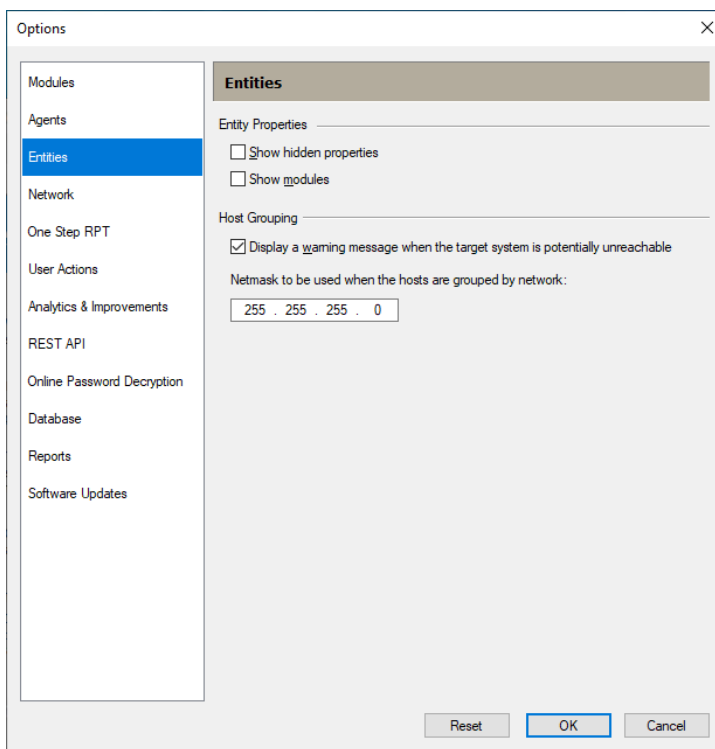 Options
Modules
Agents
Entities
Network
One Step RPT
User Actions
Analytics & Improvements
REST API
Online Password Decryption
Database
Reports
Software Updates
Entities
Entity Properties
Show hidden properties
Show modules
Host Grouping
Display a warning message when the target system is potentially unreachable
Netmask to be used when the hosts are grouped by network:
255 . 255 . 255 . 0
Reset OK Cancel